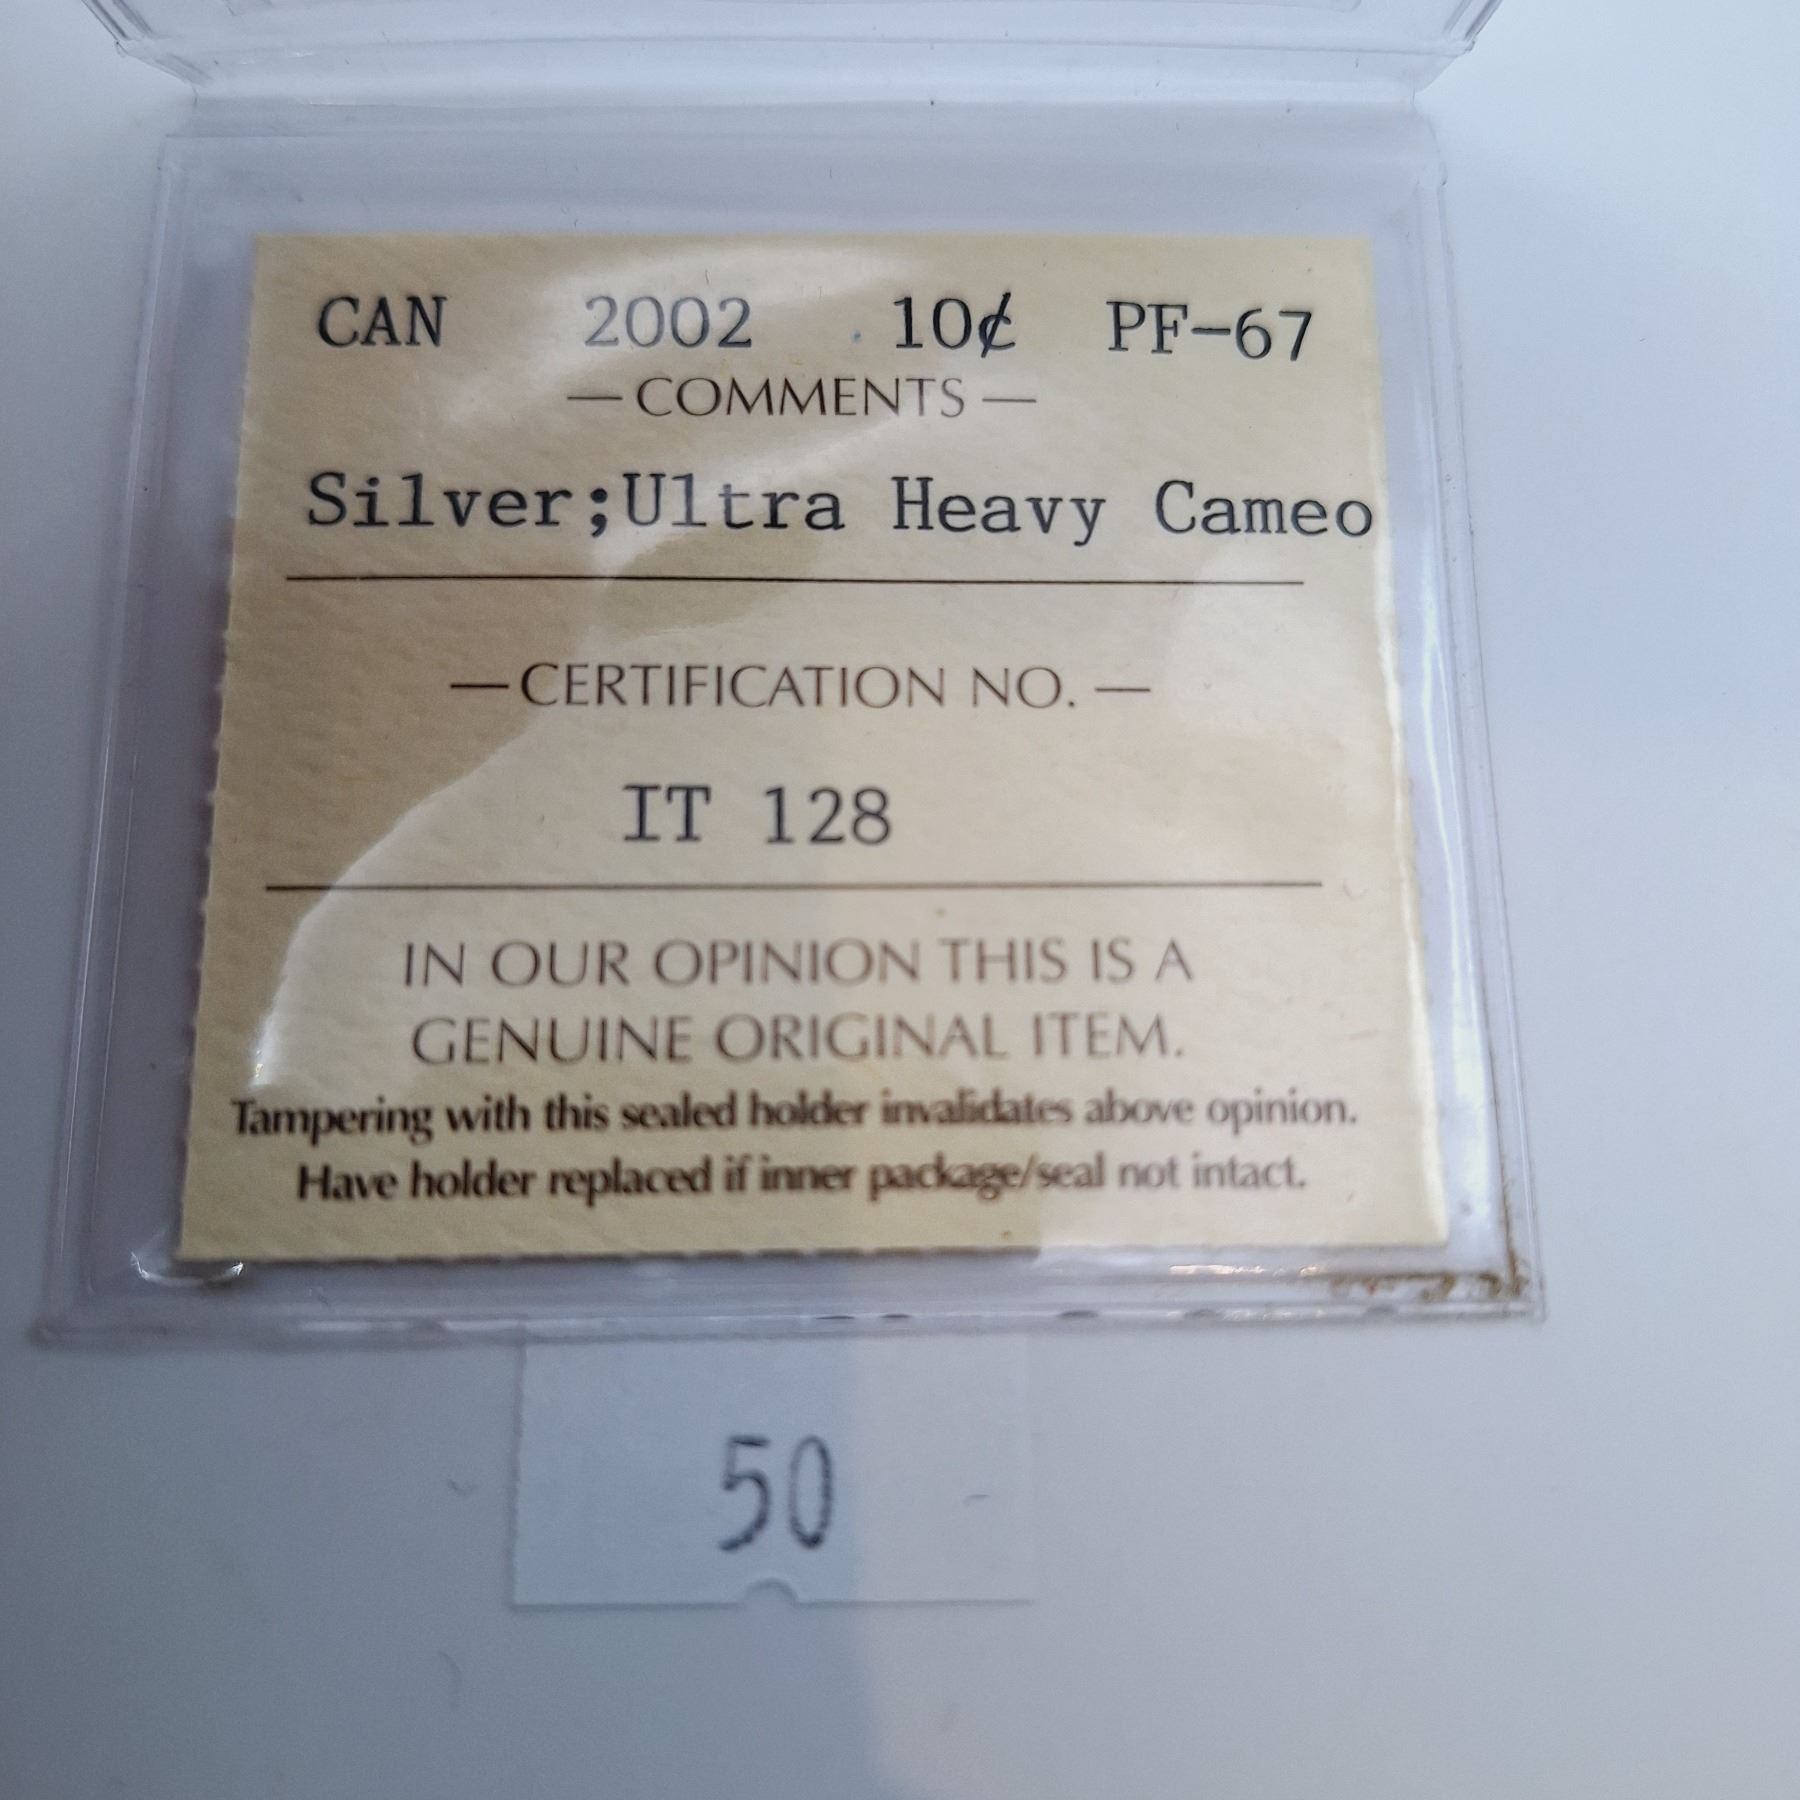 CAN 2002 10¢ PF-67
— COMMENTS —
Silver;Ultra Heavy Cameo
— CERTIFICATION NO. —
IT 128
IN OUR OPINION THIS IS A
GENUINE ORIGINAL ITEM.
Tampering with this sealed holder invalidates above opinion.
Have holder replaced if inner package/seal not intact.
50